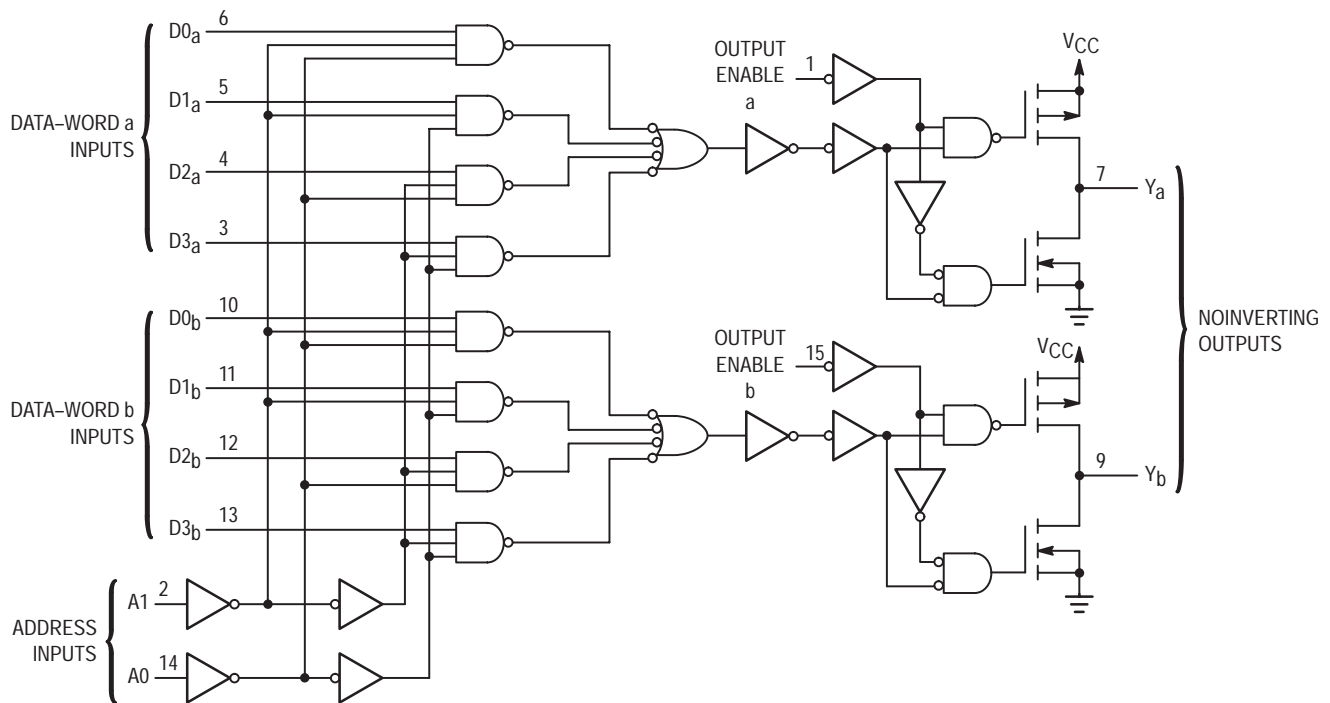 D0a 6
D1a 5
DATA–WORD a
INPUTS
D2a 4
D3a 3
OUTPUT
ENABLE
a
1
VCC
7
Ya
D0b 10
D1b 11
DATA–WORD b
INPUTS
D2b 12
D3b 13
OUTPUT
ENABLE
b
15
VCC
9
Yb
NOINVERTING
OUTPUTS
ADDRESS
INPUTS
A1 2
A0 14